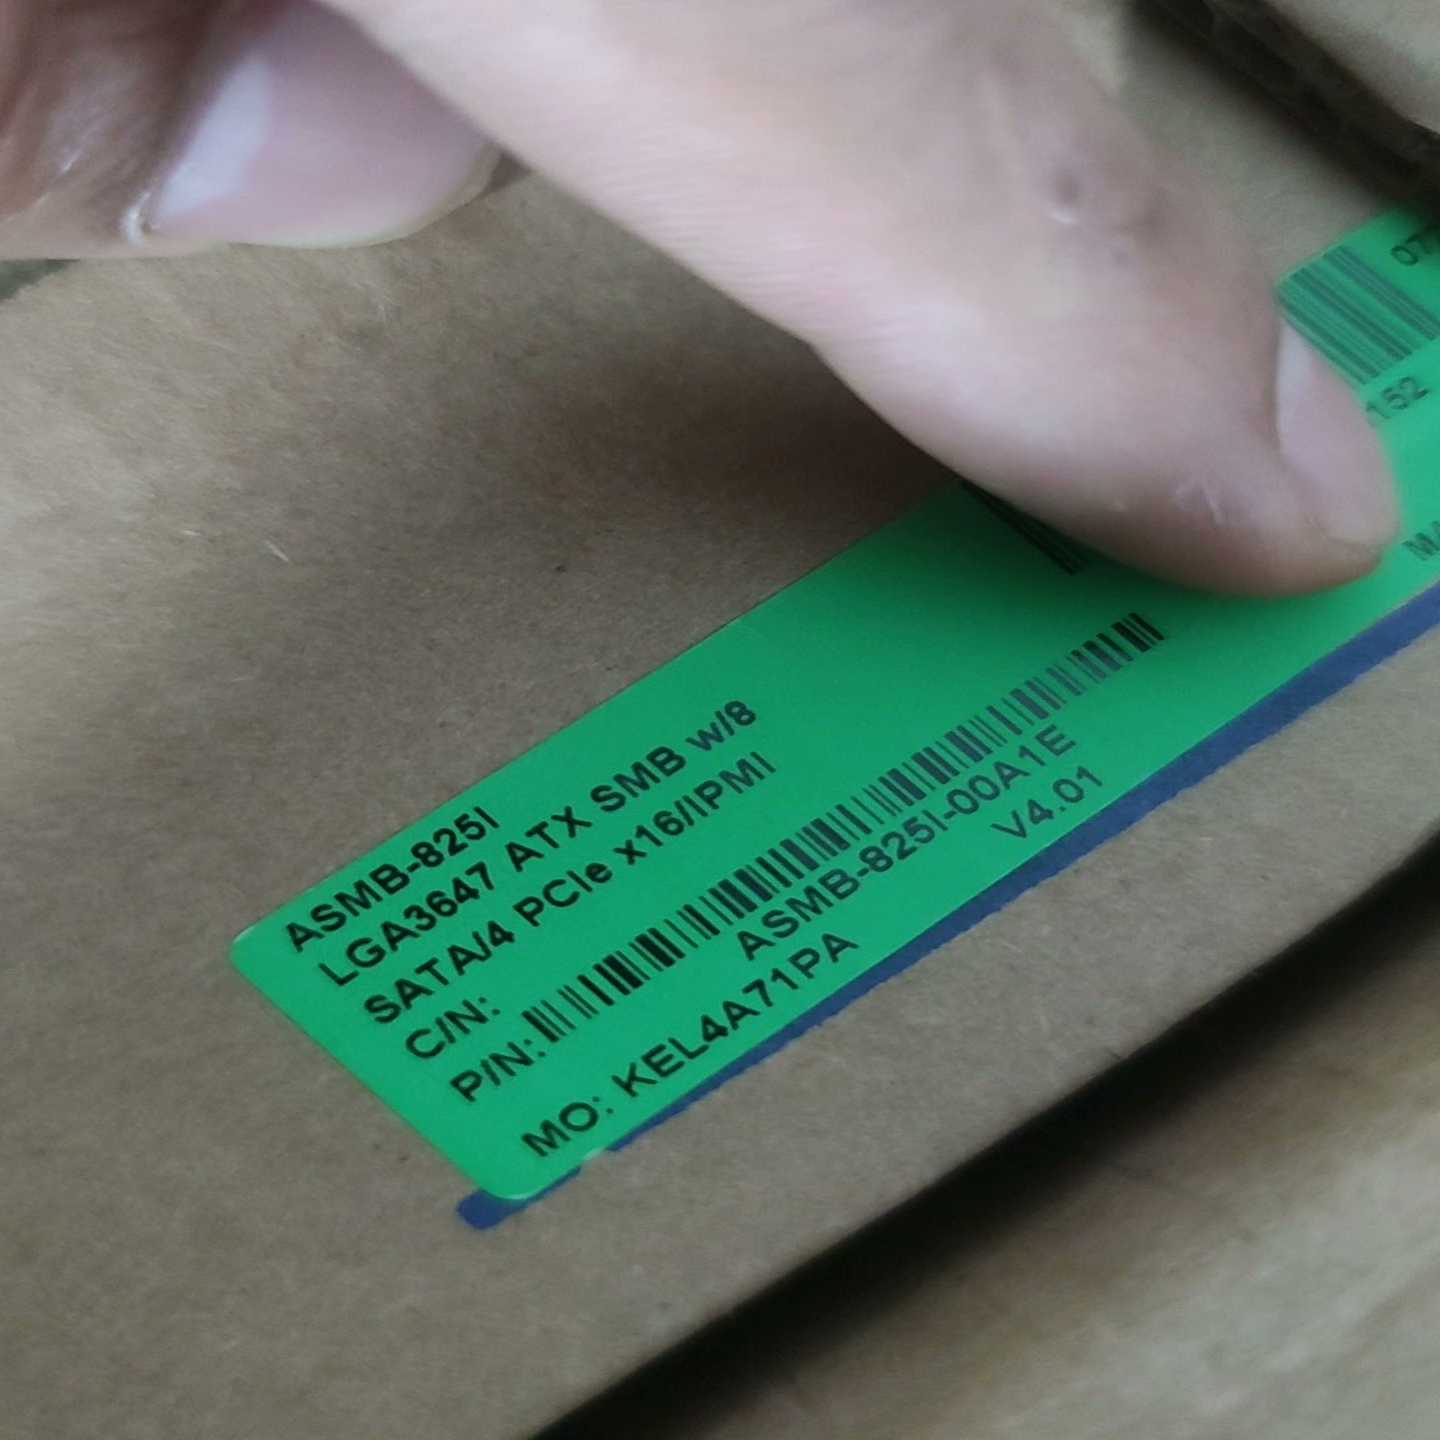 ASMB-825I
LGA3647 ATX SMB w/8
SATA/4 PCIe x16/IPMI
C/N:
P/N:
ASMB-825I-00A1E
V4.01
MO: KEL4A71PA
152